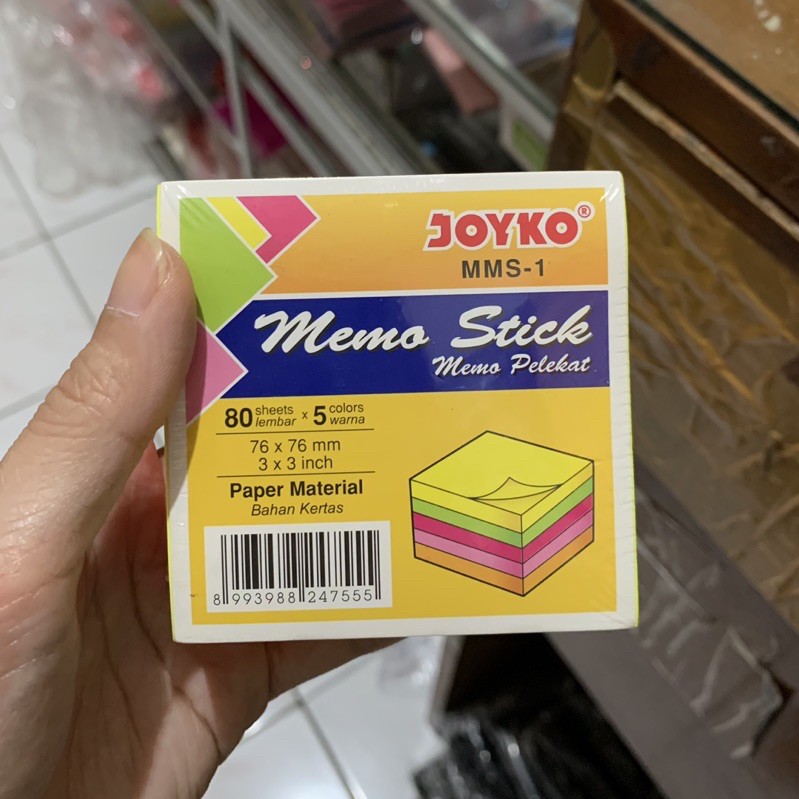 JOYKO®
MMS-1
Memo Stick
Memo Pelekat
80 sheets lembar x 5 colors warna
76 x 76 mm
3 x 3 inch
Paper Material
Bahan Kertas
8 993988 247555